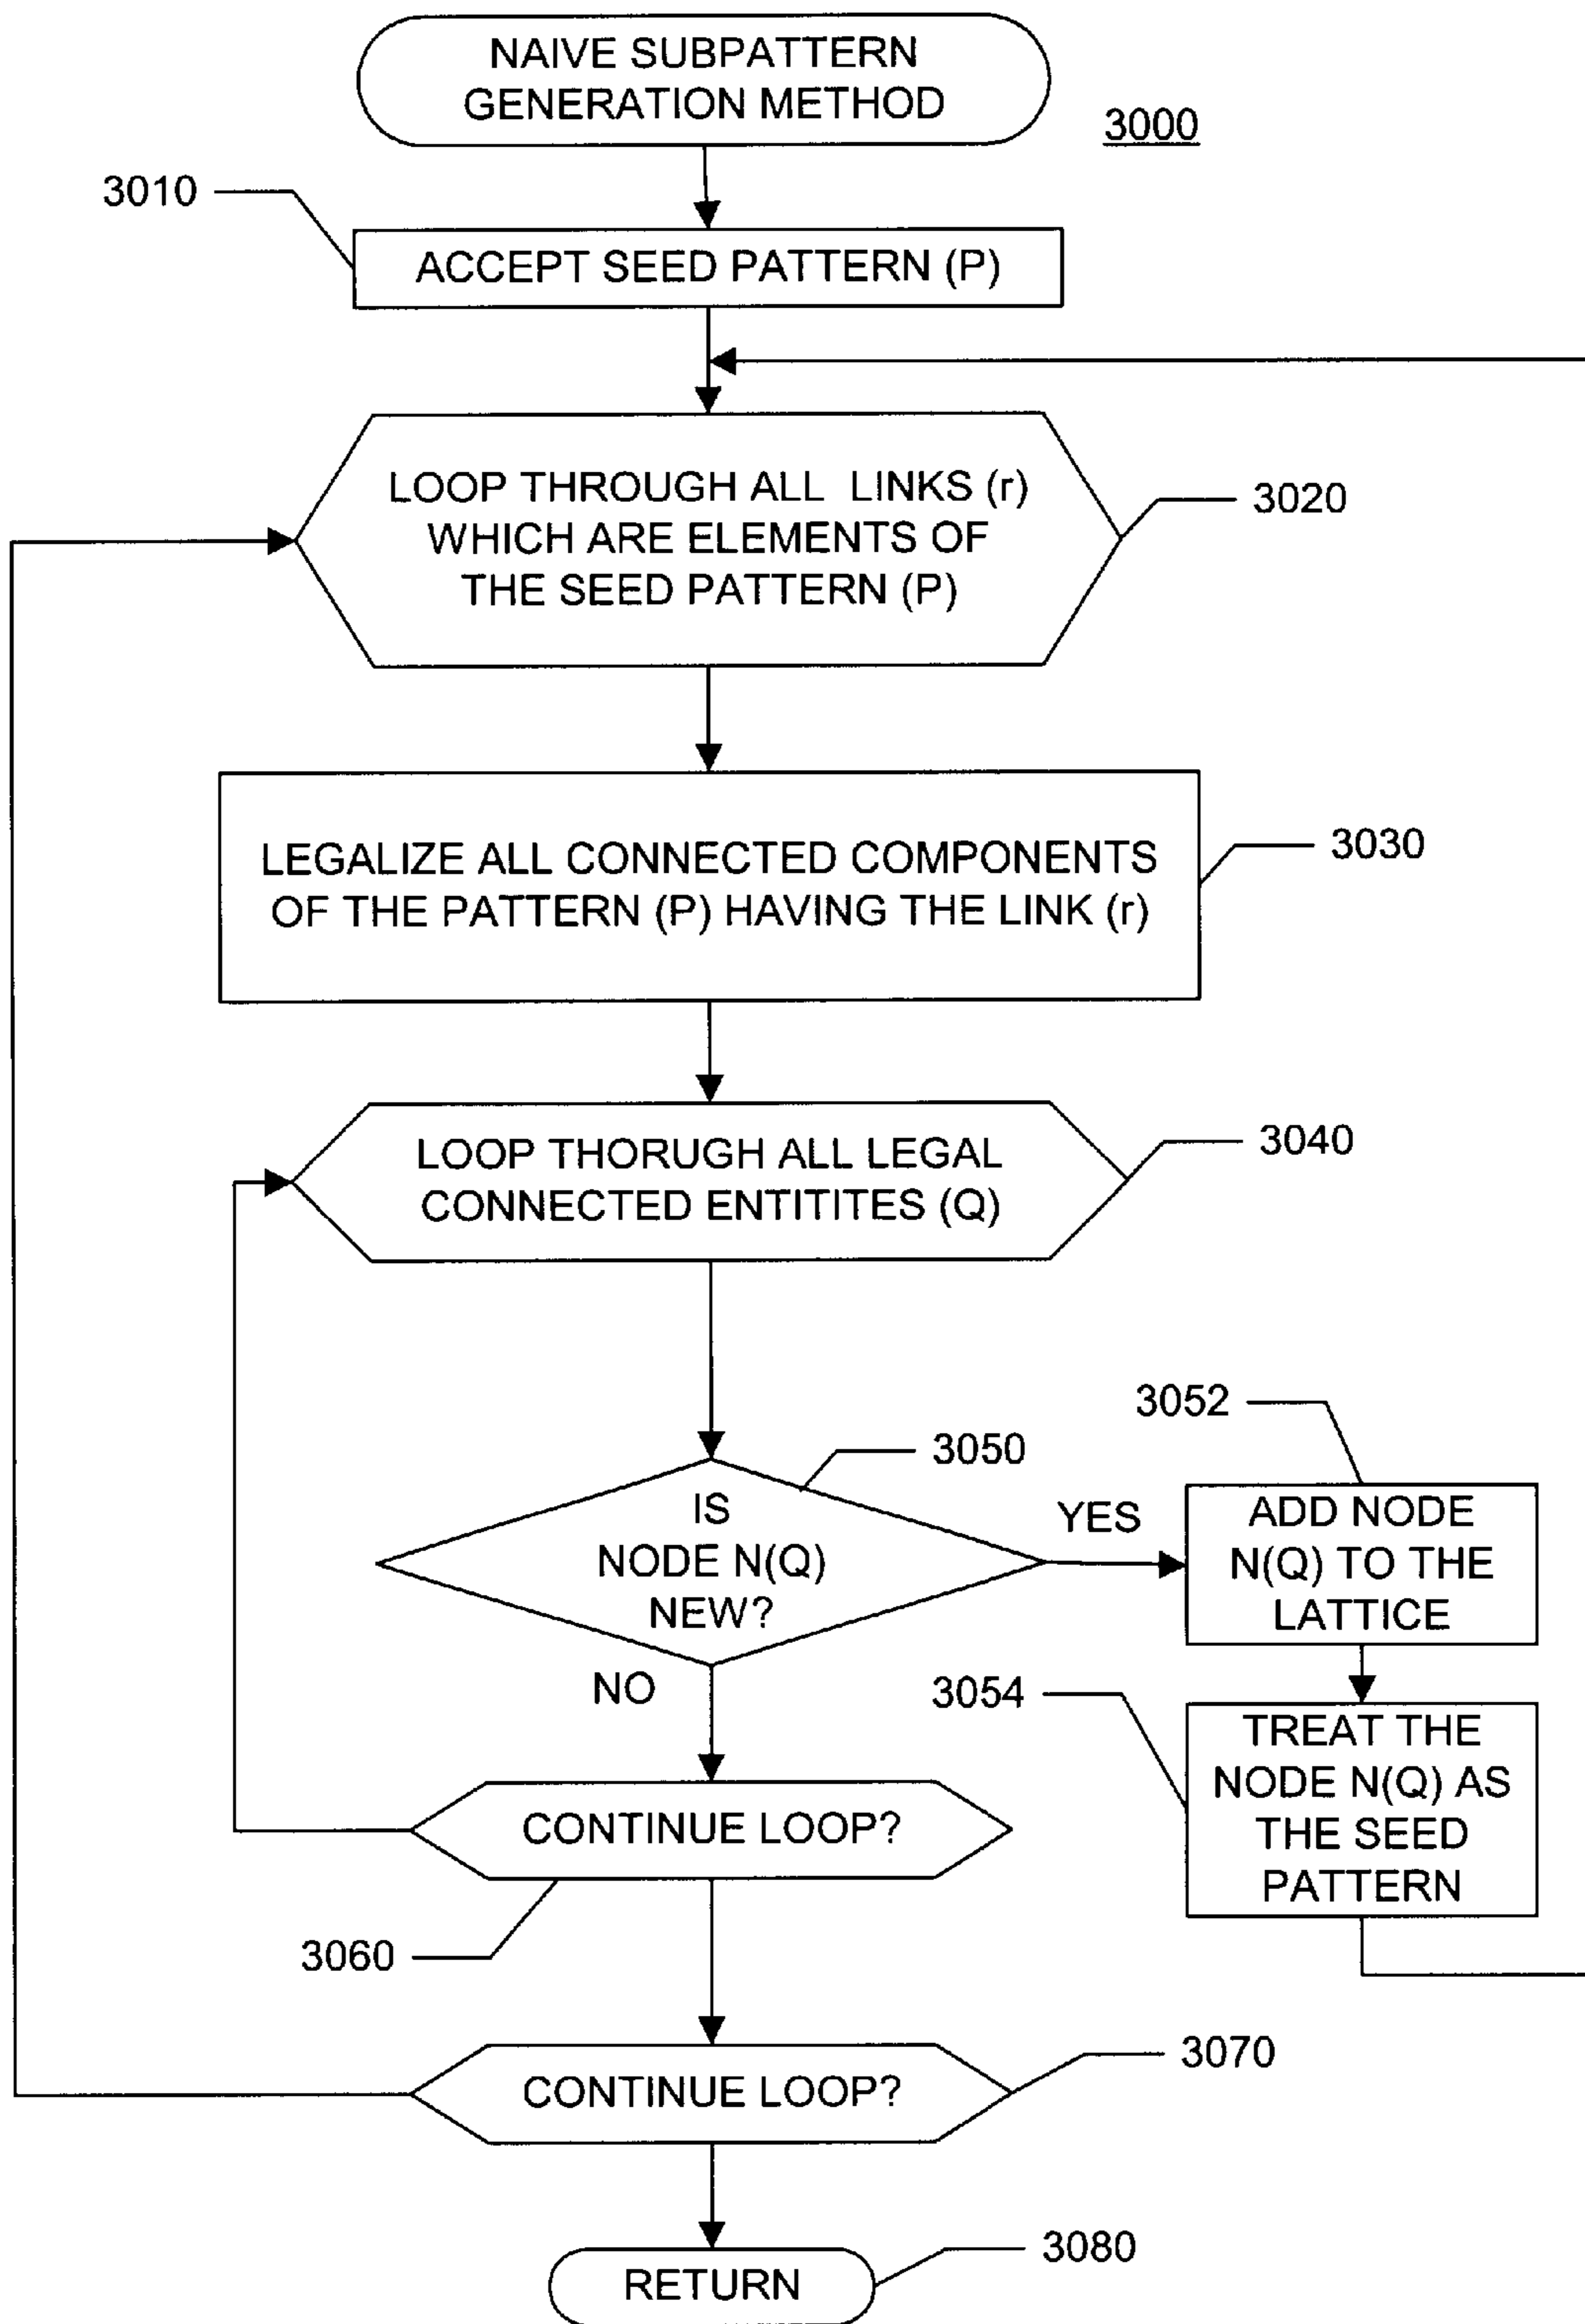 NAIVE SUBPATTERN
GENERATION METHOD
3000
3010
ACCEPT SEED PATTERN (P)
LOOP THROUGH ALL LINKS (r)
WHICH ARE ELEMENTS OF
THE SEED PATTERN (P)
3020
LEGALIZE ALL CONNECTED COMPONENTS
OF THE PATTERN (P) HAVING THE LINK (r)
3030
LOOP THORUGH ALL LEGAL
CONNECTED ENTITITES (Q)
3040
3050
IS
NODE N(Q)
NEW?
YES
NO
3052
ADD NODE
N(Q) TO THE
LATTICE
3054
TREAT THE
NODE N(Q) AS
THE SEED
PATTERN
CONTINUE LOOP?
3060
CONTINUE LOOP?
3070
RETURN
3080